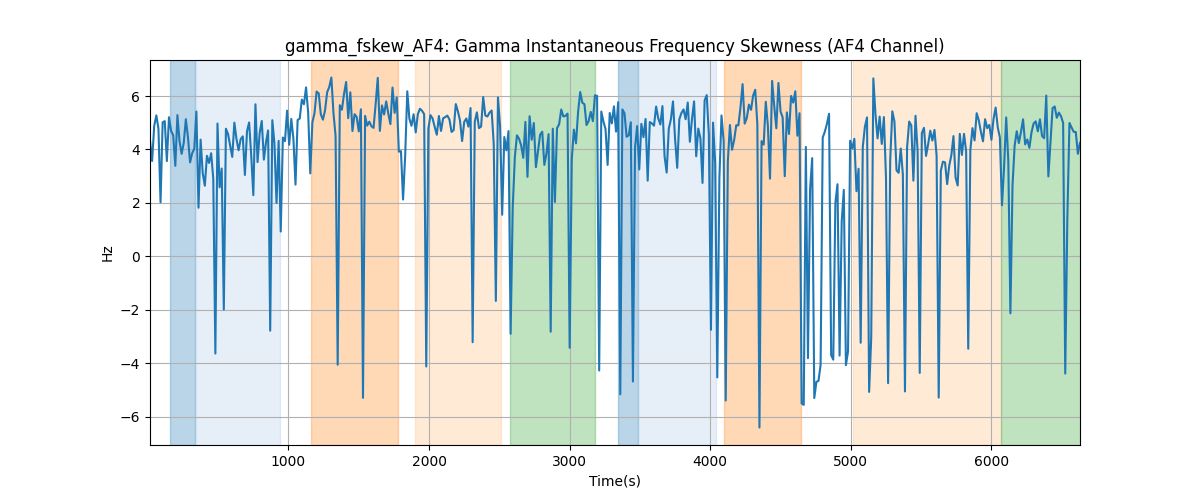 gamma_fskew_AF4: Gamma Instantaneous Frequency Skewness (AF4 Channel)
Hz
6
4
2
0
−2
−4
−6
1000 2000 3000 4000 5000 6000
Time(s)